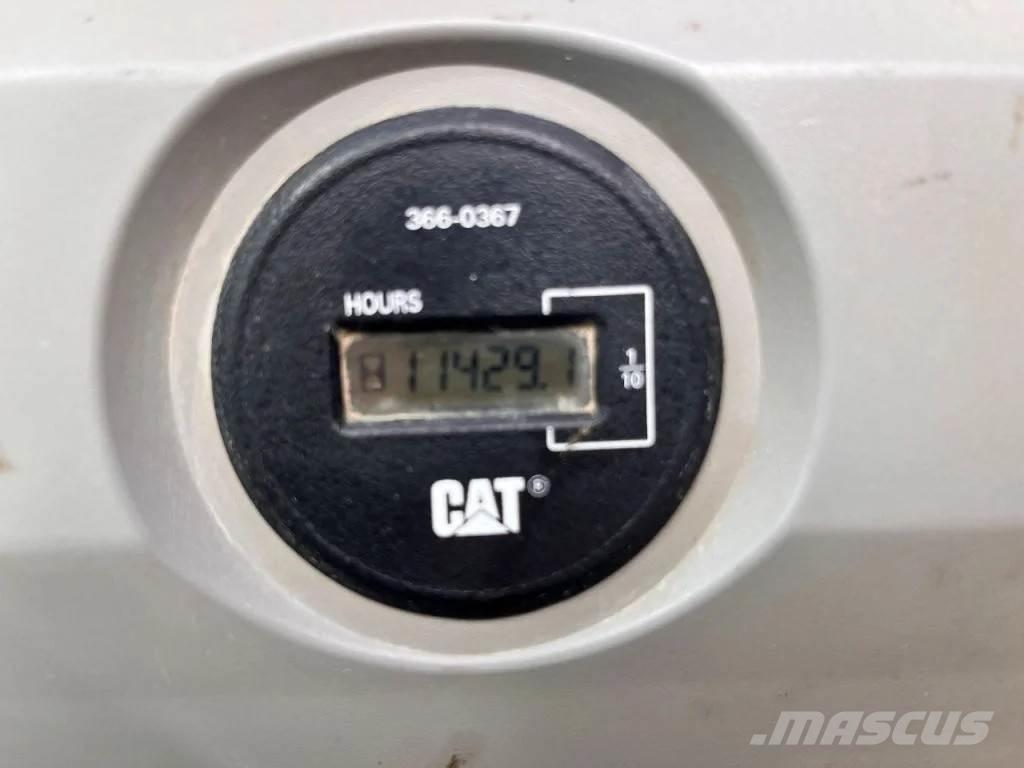 366-0367
HOURS
11429.1
1/10
CAT®
MASCUS